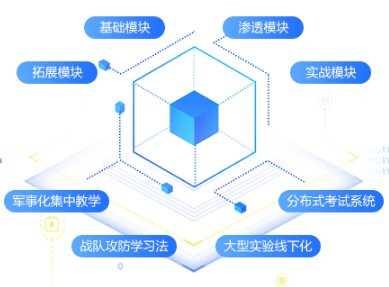 基础模块
渗透模块
拓展模块
实战模块
军事化集中教学
分布式考试系统
战队攻防学习法
大型实验线下化